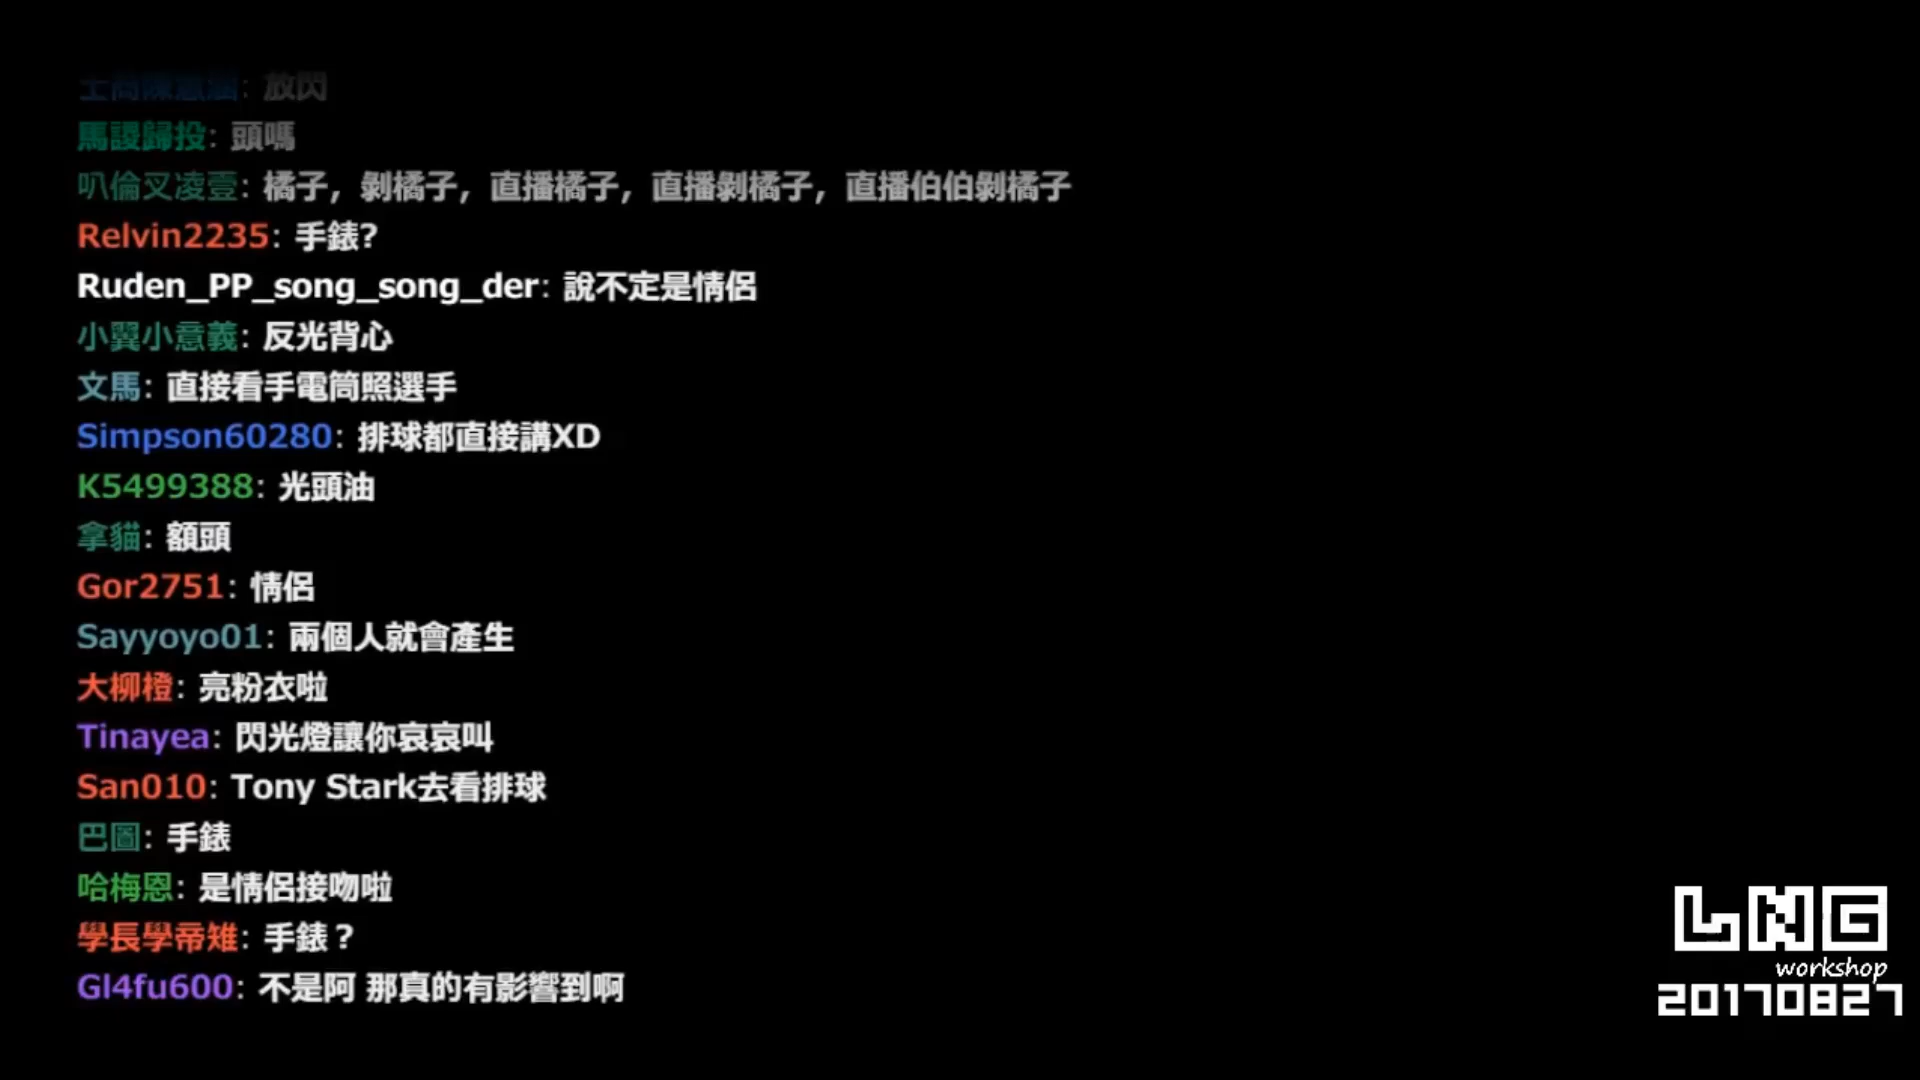 : 放閃
馬謖歸投: 頭嗎
叭倫叉凌壹: 橘子，剝橘子，直播橘子，直播剝橘子，直播伯伯剝橘子
Relvin2235: 手錶?
Ruden_PP_song_song_der: 說不定是情侶
小糞小意義: 反光背心
文馬: 直接看手電筒照選手
Simpson60280: 排球都直接講XD
K5499388: 光頭油
拿貓: 額頭
Gor2751: 情侶
Sayyoyo01: 兩個人就會產生
大柳橙: 亮粉衣啦
Tinayea: 閃光燈讓你哀哀叫
San010: Tony Stark去看排球
巴圖: 手錶
哈梅恩: 是情侶接吻啦
學長學帝雉: 手錶？
Gl4fu600: 不是阿 那真的有影響到啊
LNG
workshop
20170827